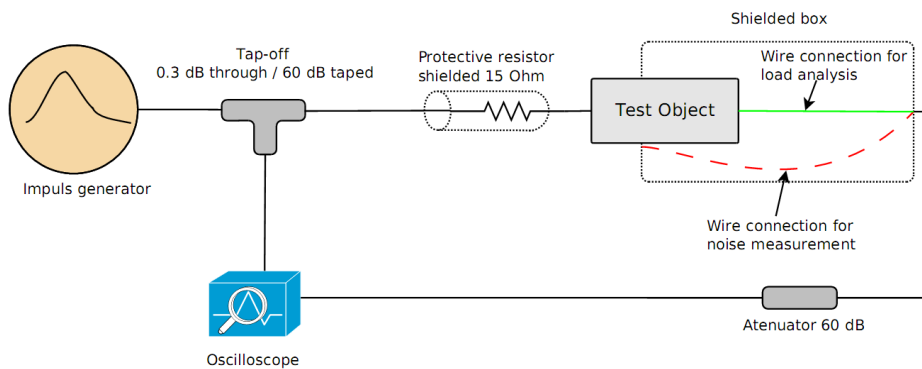 Shielded box
Tap-off
0.3 dB through / 60 dB taped
Protective resistor
shielded 15 Ohm
Wire connection for
load analysis
Test Object
Impuls generator
Wire connection for
noise measurement
Atenuator 60 dB
Oscilloscope